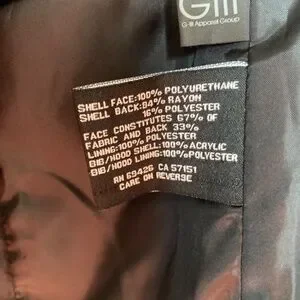 GIII
G-III Apparel Group
SHELL FACE:100% POLYURETHANE
SHELL BACK:84% RAYON
16% POLYESTER
FACE CONSTITUTES 67% OF
FABRIC AND BACK 33%
LINING:100% POLYESTER
BIB/HOOD SHELL:100% ACRYLIC
BIB/HOOD LINING:100%POLYESTER
RN 69426 CA 57151
CARE ON REVERSE